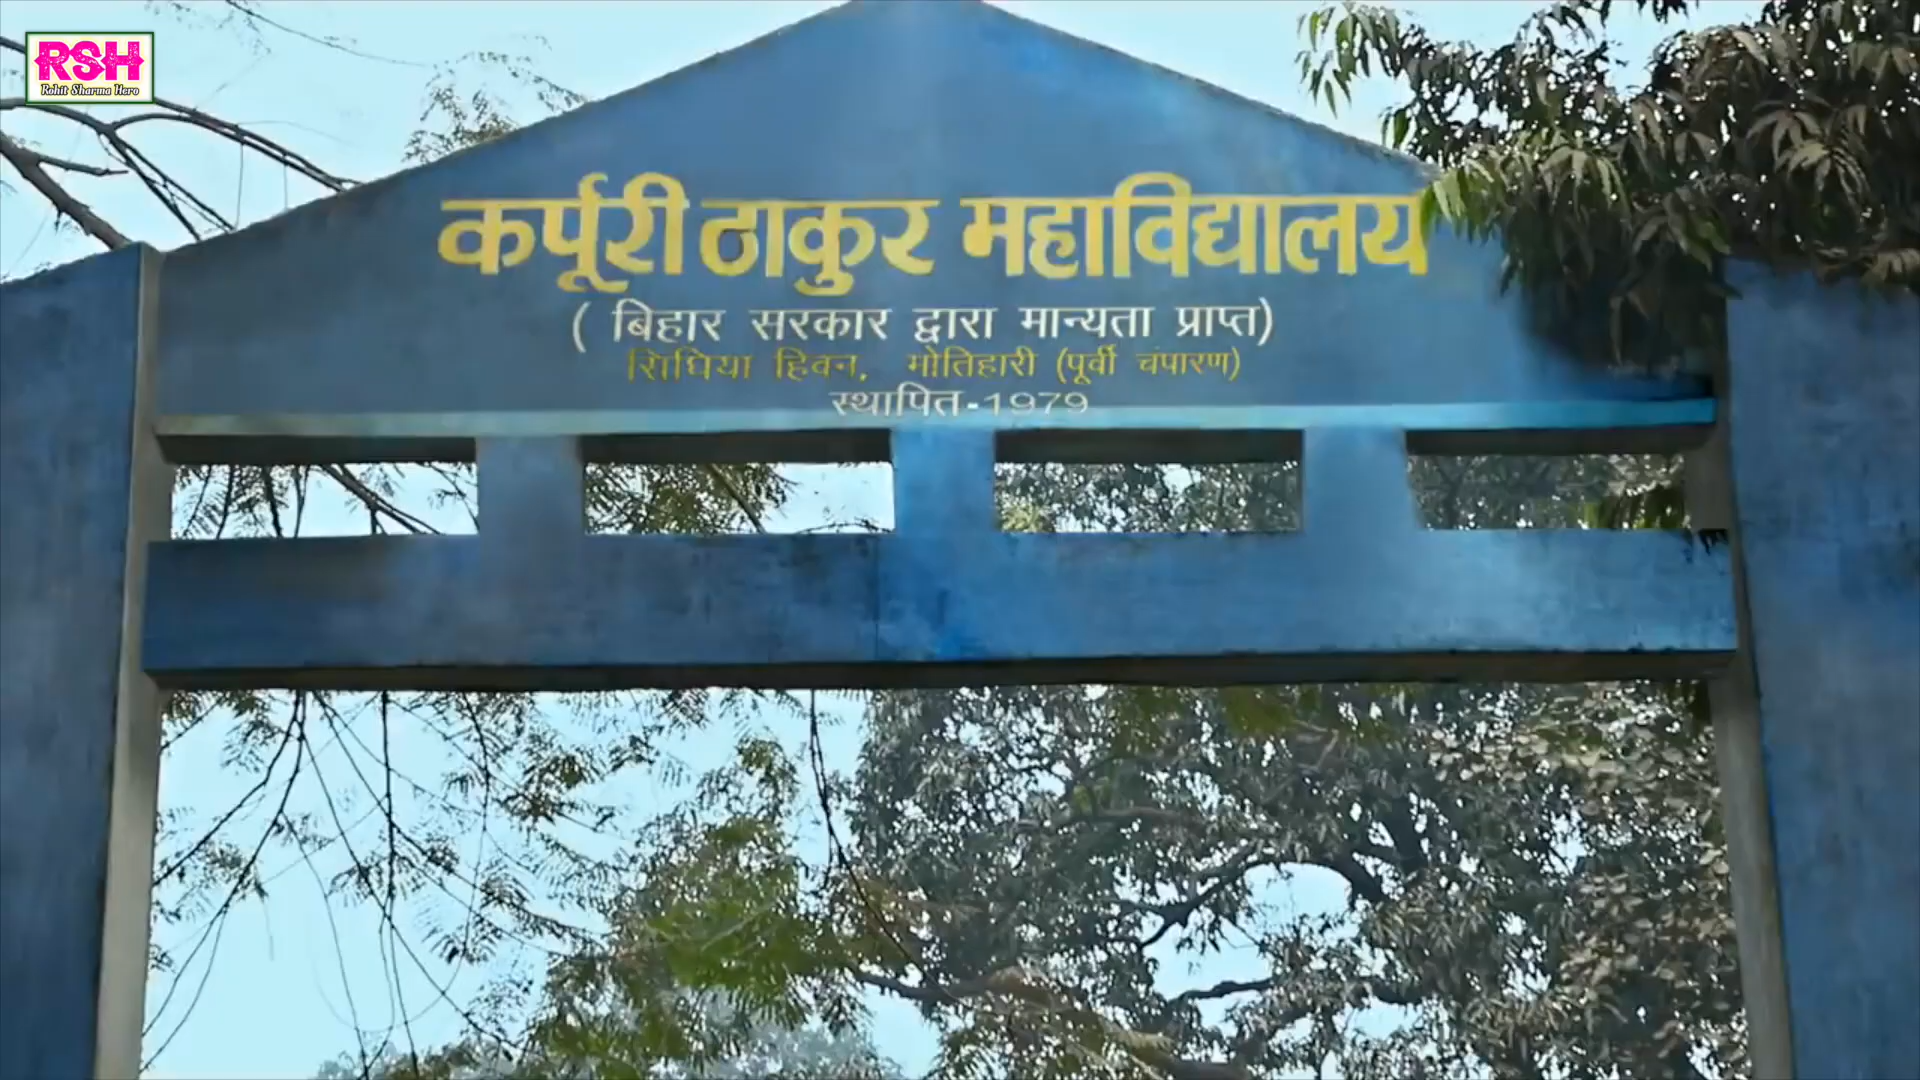 RSH
Rohit Sharma Hero
कर्पूरी ठाकुर महाविद्यालय
( बिहार सरकार द्वारा मान्यता प्राप्त)
सिंघिया हिवन, मोतिहारी (पूर्वी चंपारण)
स्थापित-1979